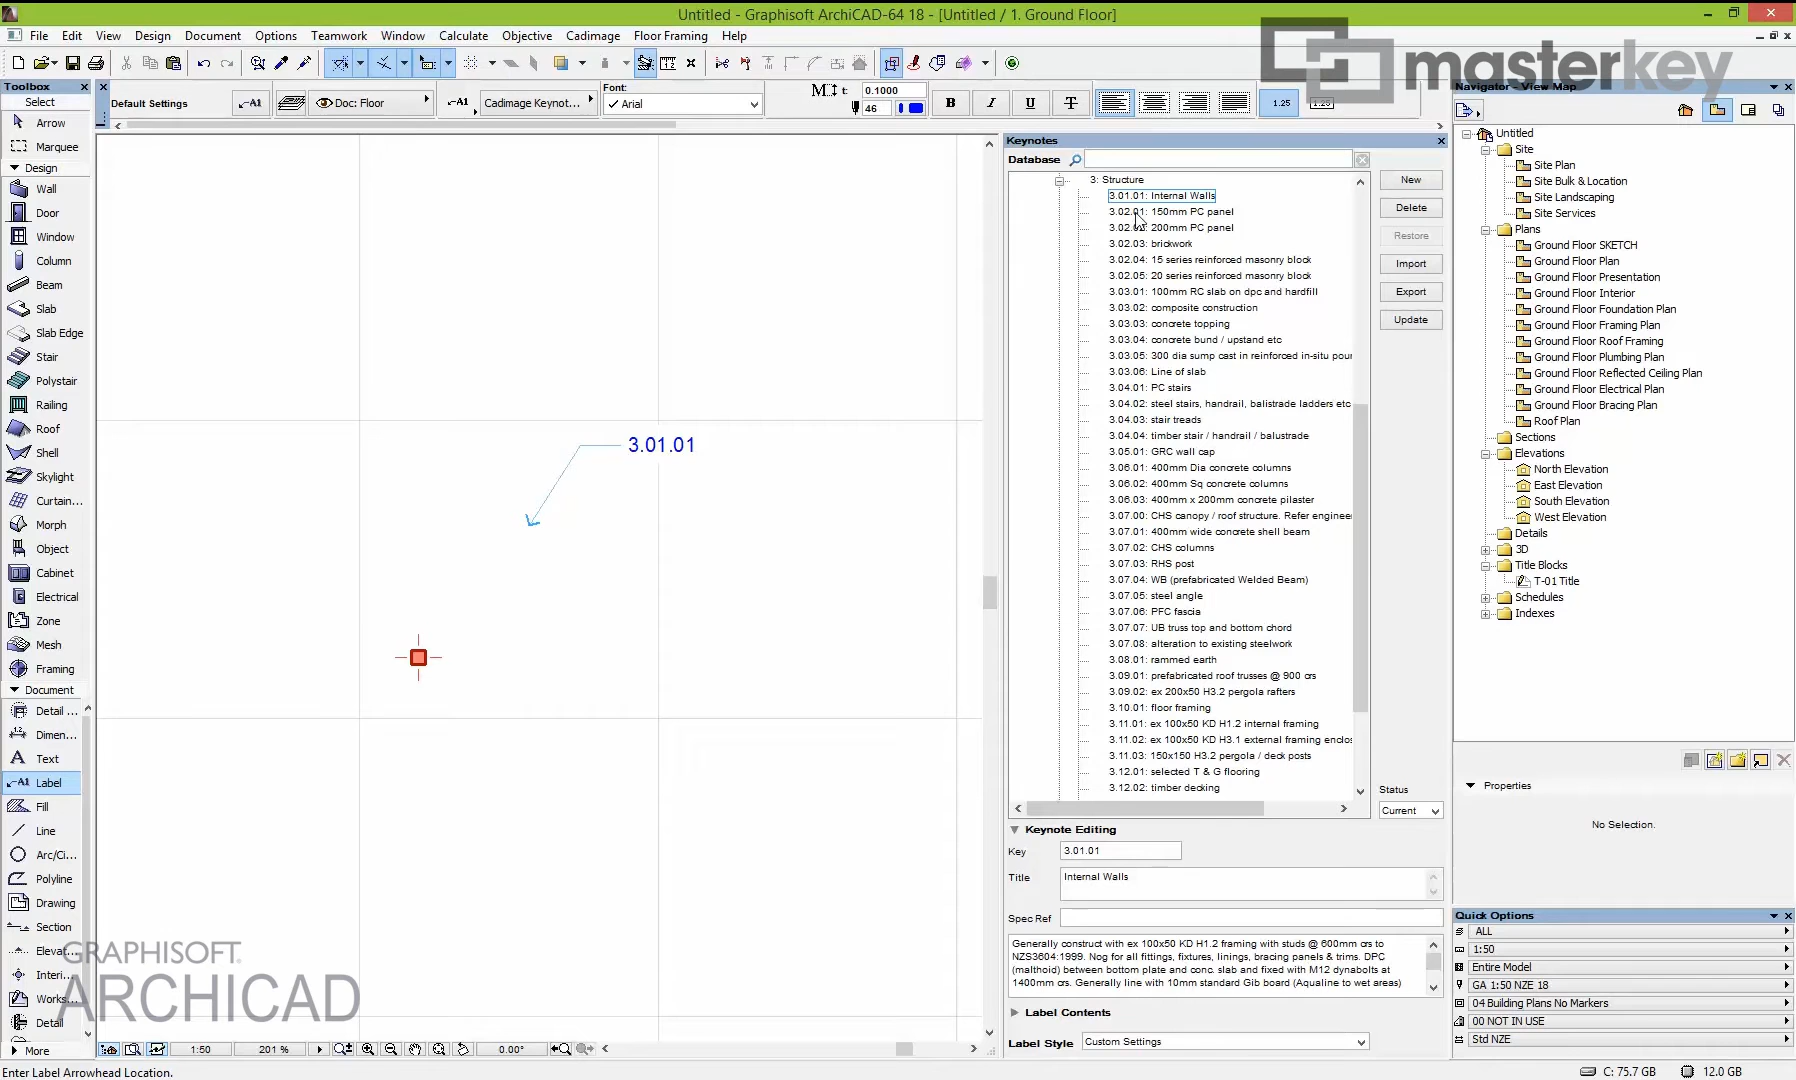 Untitled - Graphisoft ArchiCAD-64 18 - [Untitled / 1. Ground Floor]
File Edit View Design Document Options Teamwork Window Calculate Objective Cadimage Floor Framing Help
masterkey
Toolbox
Select
Arrow
Marquee
Design
Wall
Door
Window
Column
Beam
Slab
Slab Edge
Stair
Polystair
Railing
Roof
Shell
Skylight
Curtain...
Morph
Object
Cabinet
Electrical
Zone
Mesh
Framing
Document
Detail ...
Dimen...
Text
Label
Fill
Line
Arc/Ci...
Polyline
Drawing
Section
Elevat...
Interi...
Works...
Detail
More
Default Settings
A1
Doc: Floor
A1
Cadimage Keynot...
Font:
Arial
M
t:
0.1000
46
B I U T
1.25
1.25
3.01.01
GRAPHISOFT.
ARCHICAD
1:50
201 %
0.00°
Enter Label Arrowhead Location.
Keynotes
Database
3: Structure
3.01.01: Internal Walls
3.02.01: 150mm PC panel
200mm PC panel
3.02.03: brickwork
3.02.04: 15 series reinforced masonry block
3.02.05: 20 series reinforced masonry block
3.03.01: 100mm RC slab on dpc and hardfill
3.03.02: composite construction
3.03.03: concrete topping
3.03.04: concrete bund / upstand etc
3.03.05: 300 dia sump cast in reinforced in-situ pour
3.03.06: Line of slab
3.04.01: PC stairs
3.04.02: steel stairs, handrail, balistrade ladders etc
3.04.03: stair treads
3.04.04: timber stair / handrail / balustrade
3.05.01: GRC wall cap
3.06.01: 400mm Dia concrete columns
3.06.02: 400mm Sq concrete columns
3.06.03: 400mm x 200mm concrete pilaster
3.07.00: CHS canopy / roof structure. Refer enginee
3.07.01: 400mm wide concrete shell beam
3.07.02: CHS columns
3.07.03: RHS post
3.07.04: WB (prefabricated Welded Beam)
3.07.05: steel angle
3.07.06: PFC fascia
3.07.07: UB truss top and bottom chord
3.07.08: alteration to existing steelwork
3.08.01: rammed earth
3.09.01: prefabricated roof trusses @ 900 crs
3.09.02: ex 200x50 H3.2 pergola rafters
3.10.01: floor framing
3.11.01: ex 100x50 KD H1.2 internal framing
3.11.02: ex 100x50 KD H3.1 external framing enclos
3.11.03: 150x150 H3.2 pergola / deck posts
3.12.01: selected T & G flooring
3.12.02: timber decking
New
Delete
Restore
Import
Export
Update
Status
Current
Keynote Editing
Key
3.01.01
Title
Internal Walls
Spec Ref
Generally construct with ex 100x50 KD H1.2 framing with studs @ 600mm crs to
NZS3604:1999. Nog for all fittings, fixtures, linings, bracing panels & trims. DPC
(malthoid) between bottom plate and conc. slab and fixed with M12 dynabolts at
1400mm crs. Generally line with 10mm standard Gib board (Aqualine to wet areas)
Label Contents
Label Style
Custom Settings
Navigator - View Map
Untitled
Site
Site Plan
Site Bulk & Location
Site Landscaping
Site Services
Plans
Ground Floor SKETCH
Ground Floor Plan
Ground Floor Presentation
Ground Floor Interior
Ground Floor Foundation Plan
Ground Floor Framing Plan
Ground Floor Roof Framing
Ground Floor Plumbing Plan
Ground Floor Reflected Ceiling Plan
Ground Floor Electrical Plan
Ground Floor Bracing Plan
Roof Plan
Sections
Elevations
North Elevation
East Elevation
South Elevation
West Elevation
Details
3D
Title Blocks
T-01 Title
Schedules
Indexes
Properties
No Selection.
Quick Options
ALL
1:50
Entire Model
GA 1:50 NZE 18
04 Building Plans No Markers
00 NOT IN USE
Std NZE
C: 75.7 GB
12.0 GB